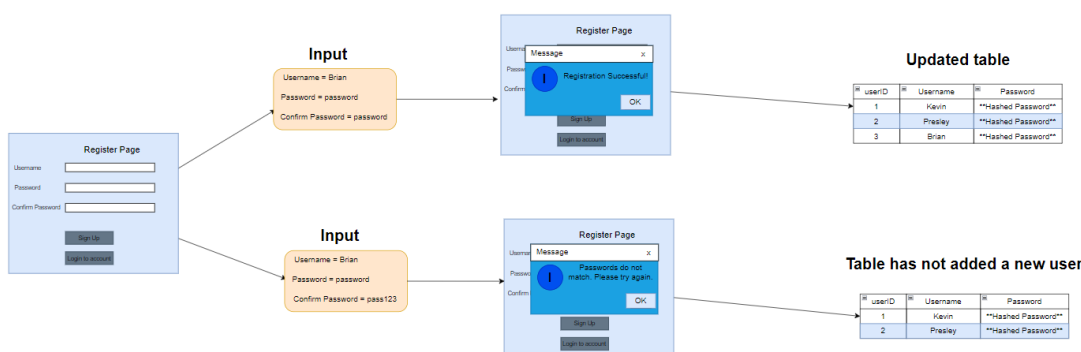 Register Page
Username
Password
Confirm Password
Sign Up
Login to account
Input
Username = Brian
Password = password
Confirm Password = password
Register Page
Message x
I
Registration Successful!
OK
Sign Up
Login to account
Updated table
userID Username Password
1 Kevin **Hashed Password**
2 Presley **Hashed Password**
3 Brian **Hashed Password**
Input
Username = Brian
Password = password
Confirm Password = pass123
Register Page
Message x
I
Passwords do not
match. Please try again.
OK
Sign Up
Login to account
Table has not added a new user
userID Username Password
1 Kevin **Hashed Password**
2 Presley **Hashed Password**